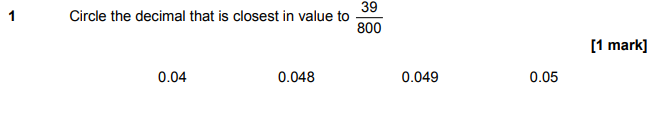 1 Circle the decimal that is closest in value to 39/800
[1 mark]
0.04 0.048 0.049 0.05